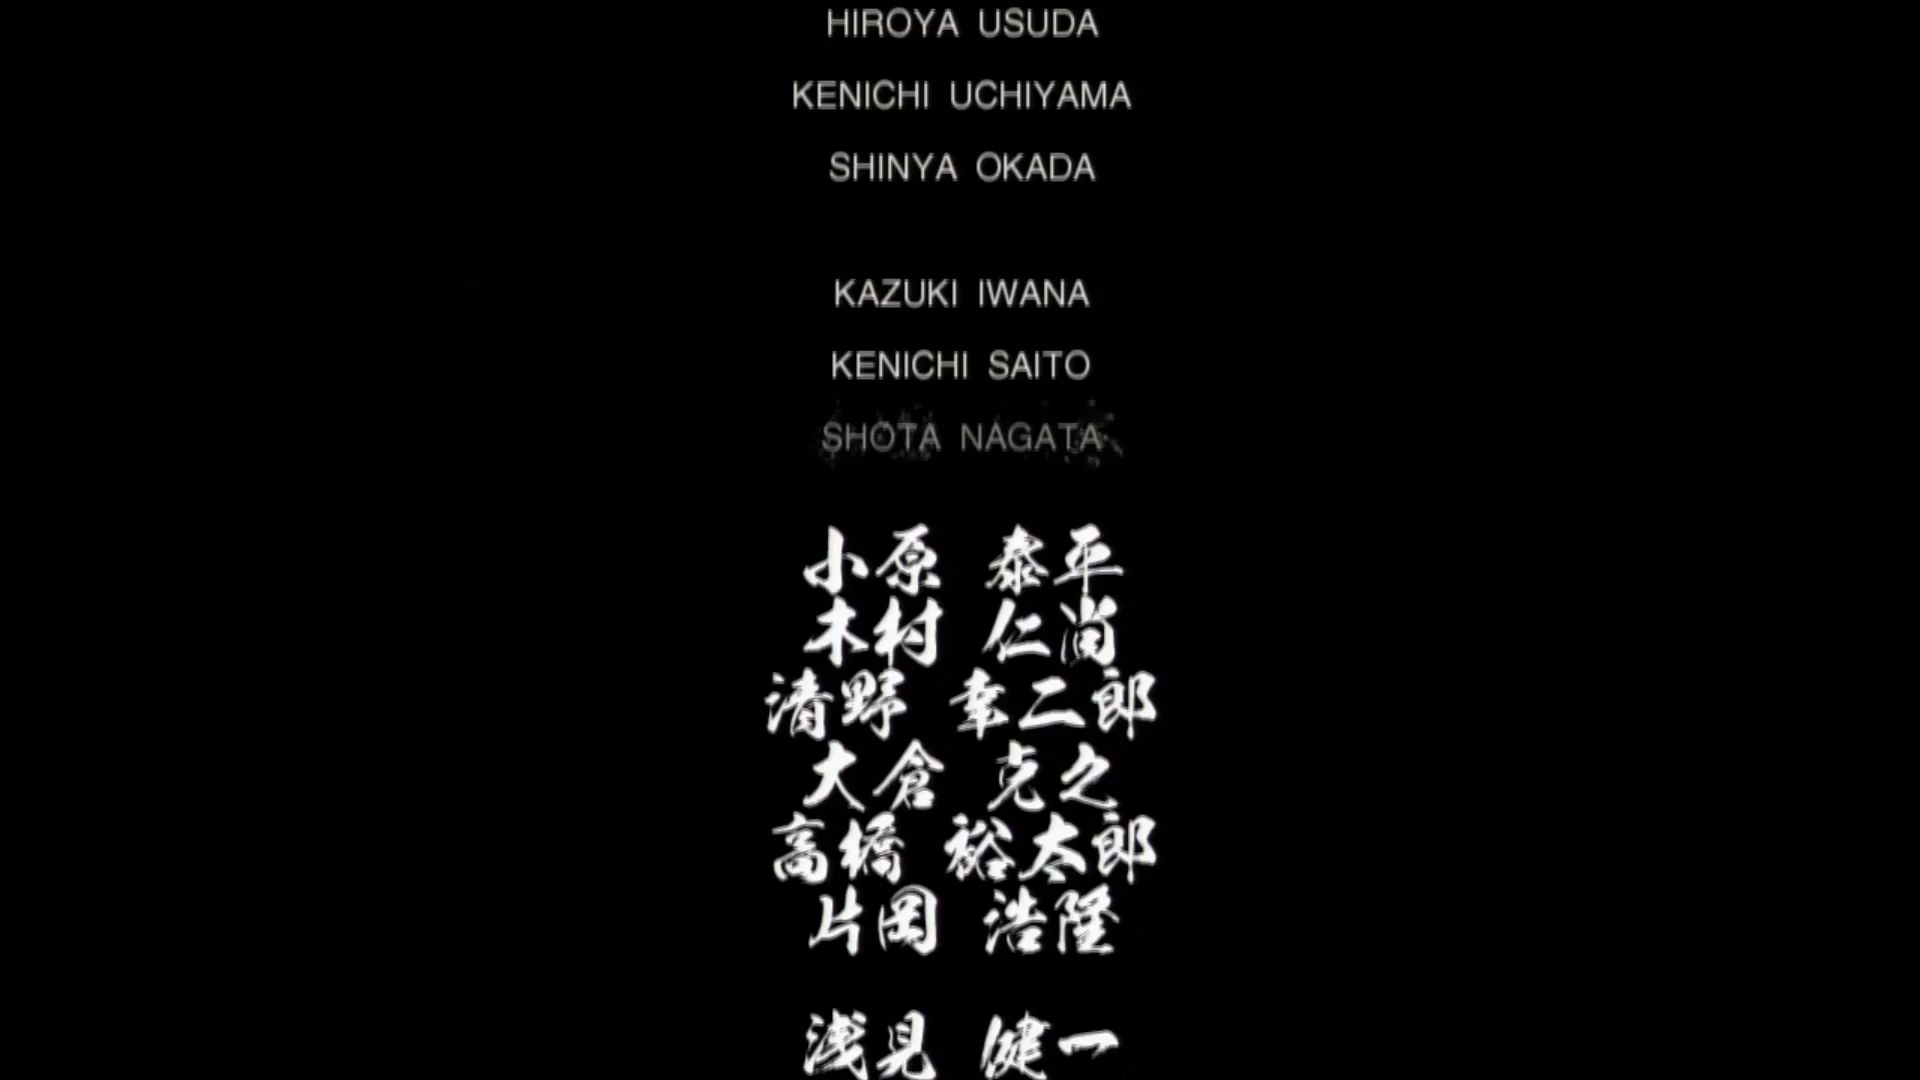 HIROYA USUDA
KENICHI UCHIYAMA
SHINYA OKADA
KAZUKI IWANA
KENICHI SAITO
SHOTA NAGATA
小原 泰平
木村 仁尚
清野 幸二郎
大倉 克之
高橋 裕太郎
片岡 浩隆
浅見 健一